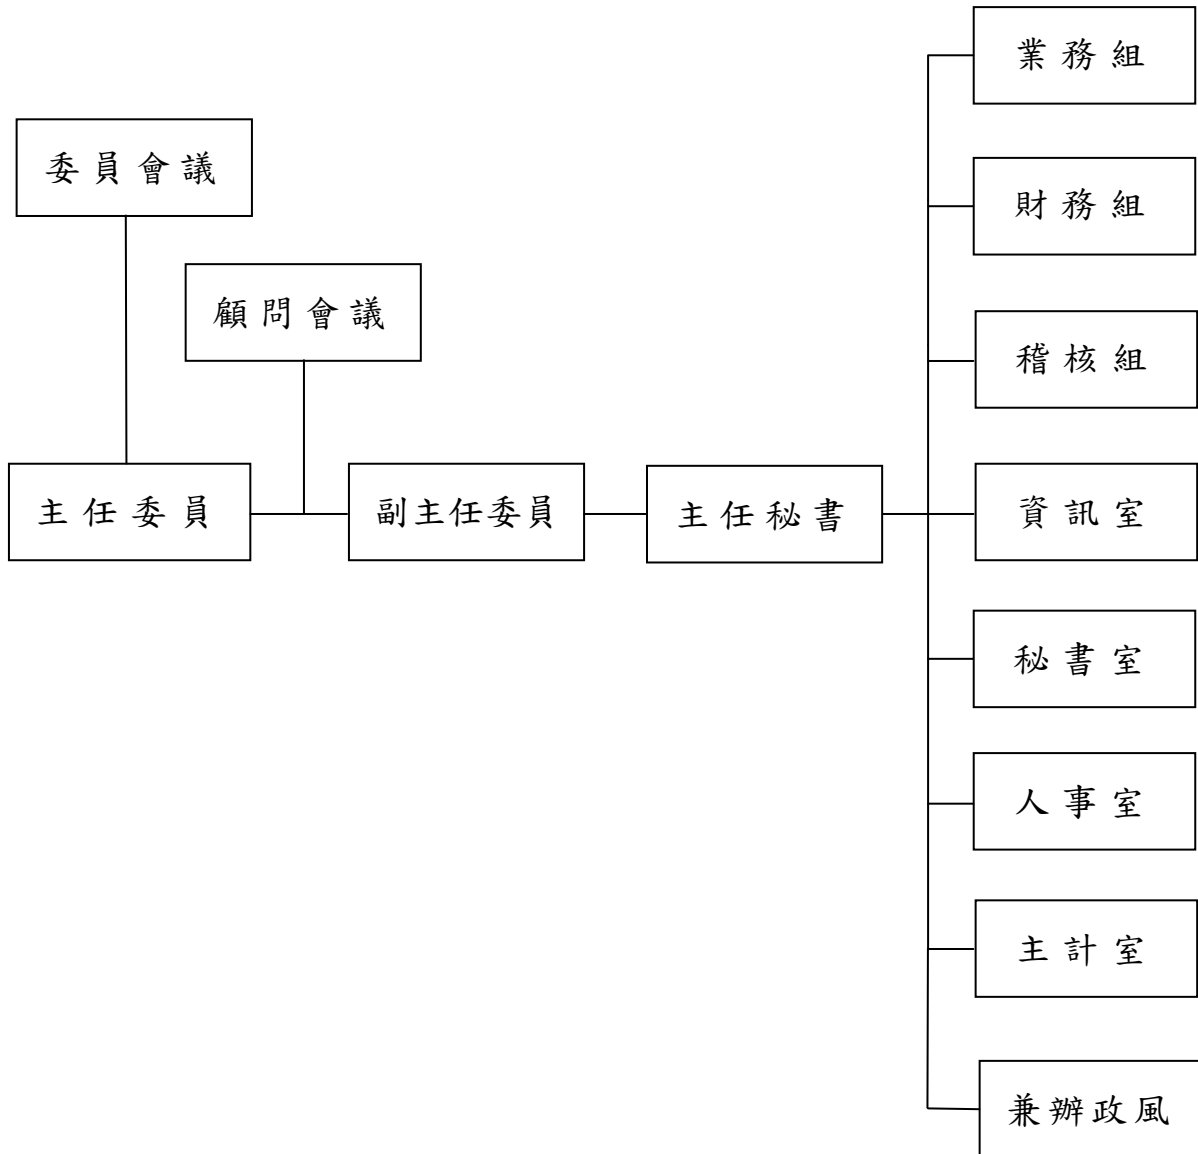 委員會議
顧問會議
主任委員
副主任委員
主任秘書
業務組
財務組
稽核組
資訊室
秘書室
人事室
主計室
兼辦政風